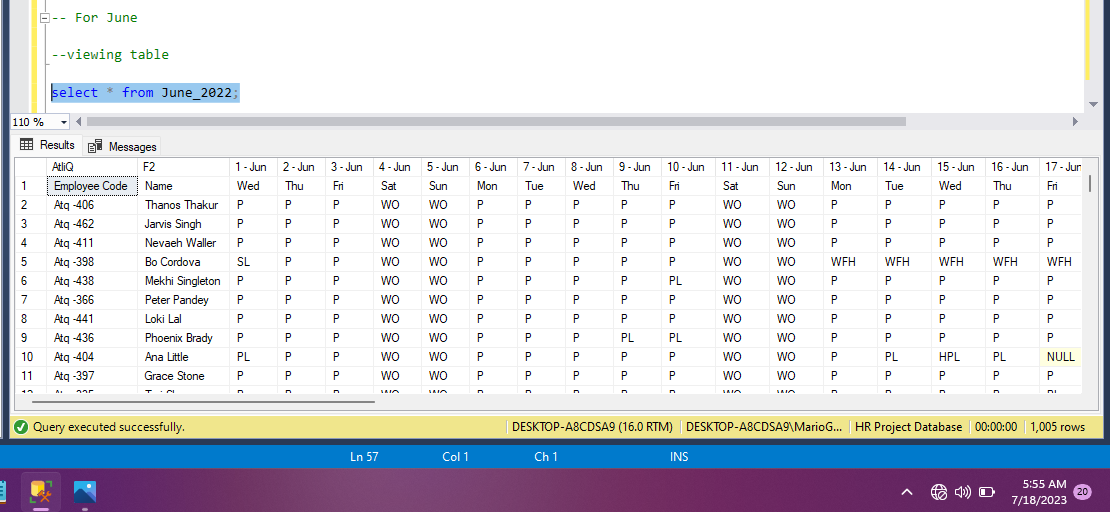 -- For June
--viewing table
select * from June_2022;
110 %
Results Messages
AtliQ F2 1 - Jun 2 - Jun 3 - Jun 4 - Jun 5 - Jun 6 - Jun 7 - Jun 8 - Jun 9 - Jun 10 - Jun 11 - Jun 12 - Jun 13 - Jun 14 - Jun 15 - Jun 16 - Jun 17 - Jun
1 Employee Code Name Wed Thu Fri Sat Sun Mon Tue Wed Thu Fri Sat Sun Mon Tue Wed Thu Fri
2 Atq -406 Thanos Thakur P P P WO WO P P P P P WO WO P P P P P
3 Atq -462 Jarvis Singh P P P WO WO P P P P P WO WO P P P P P
4 Atq -411 Nevaeh Waller P P P WO WO P P P P P WO WO P P P P P
5 Atq -398 Bo Cordova SL P P WO WO P P P P P WO WO WFH WFH WFH WFH WFH
6 Atq -438 Mekhi Singleton P P P WO WO P P P P PL WO WO P P P P P
7 Atq -366 Peter Pandey P P P WO WO P P P P P WO WO P P P P P
8 Atq -441 Loki Lal P P P WO WO P P P P P WO WO P P P P P
9 Atq -436 Phoenix Brady P P P WO WO P P P PL PL WO WO P P P P P
10 Atq -404 Ana Little PL P P WO WO P P P P P WO WO P PL HPL PL NULL
11 Atq -397 Grace Stone P P P WO WO P P P P P WO WO P P P P P
Query executed successfully. DESKTOP-A8CDSA9 (16.0 RTM) DESKTOP-A8CDSA9\MarioG... HR Project Database 00:00:00 1,005 rows
Ln 57 Col 1 Ch 1 INS
5:55 AM
7/18/2023 20